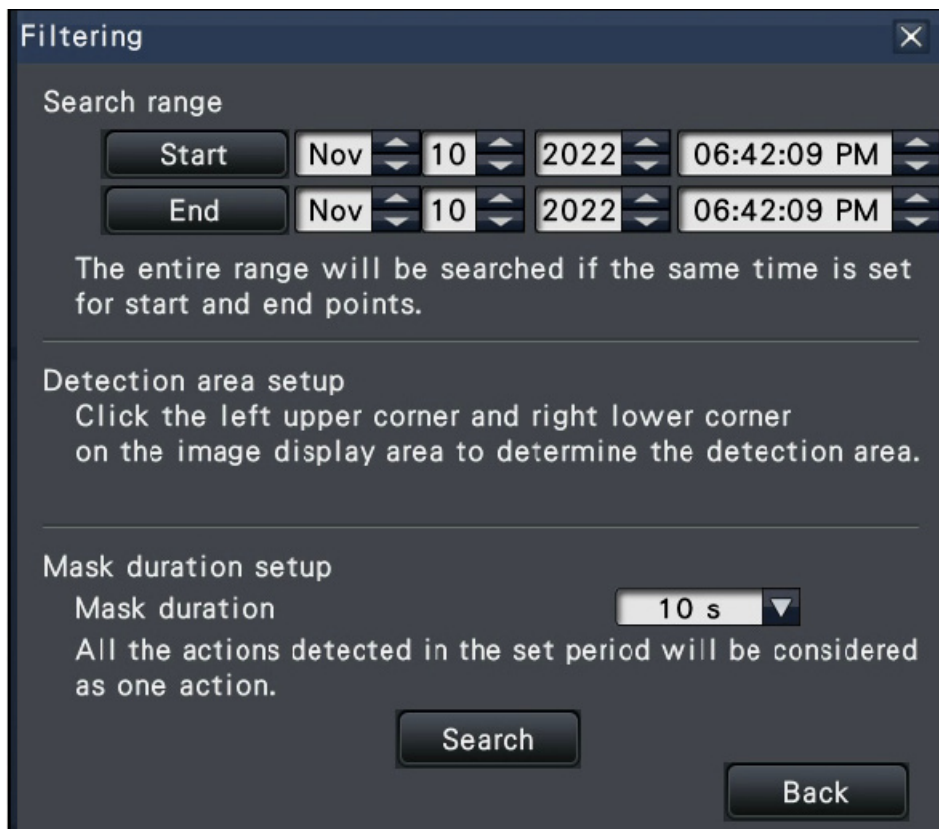 Filtering
Search range
Start Nov 10 2022 06:42:09 PM
End Nov 10 2022 06:42:09 PM
The entire range will be searched if the same time is set
for start and end points.
Detection area setup
Click the left upper corner and right lower corner
on the image display area to determine the detection area.
Mask duration setup
Mask duration 10 s
All the actions detected in the set period will be considered
as one action.
Search
Back